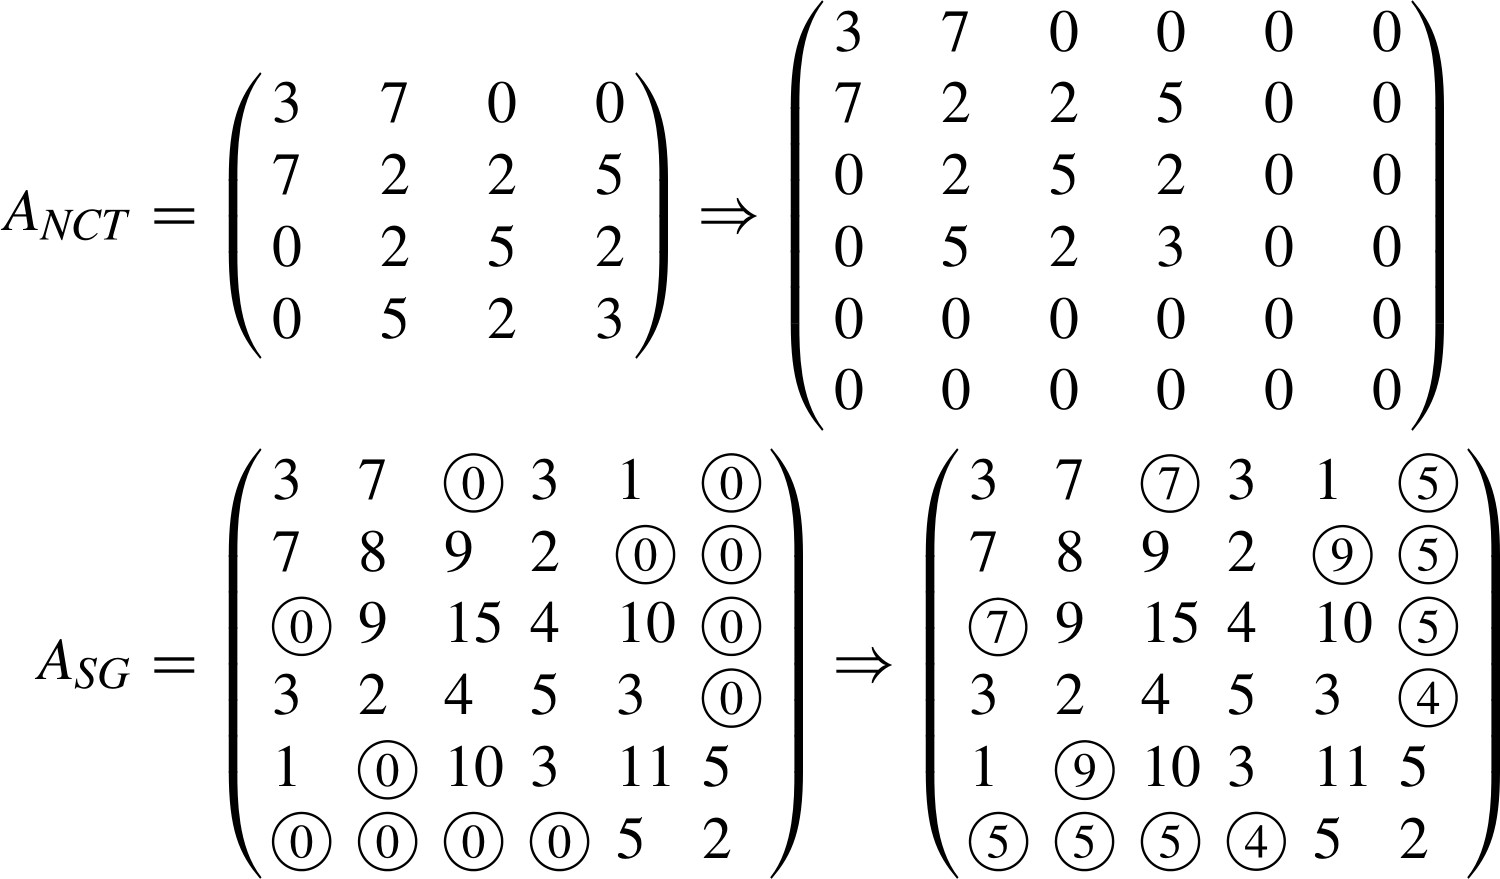 3 7 0 0 0 0
3 7 0 0 7 2 2 5 0 0
7 2 2 5 0 2 5 2 0 0
A_{NCT} = ⇒
0 2 5 2 0 5 2 3 0 0
0 5 2 3 0 0 0 0 0 0
0 0 0 0 0 0
3 7 ⓪ 3 1 ⓪ 3 7 ⑦ 3 1 ⑤
7 8 9 2 ⓪ ⓪ 7 8 9 2 ⑨ ⑤
⓪ 9 15 4 10 ⓪ ⑦ 9 15 4 10 ⑤
A_{SG} = ⇒
3 2 4 5 3 ⓪ 3 2 4 5 3 ④
1 ⓪ 10 3 11 5 1 ⑨ 10 3 11 5
⓪ ⓪ ⓪ ⓪ 5 2 ⑤ ⑤ ⑤ ④ 5 2